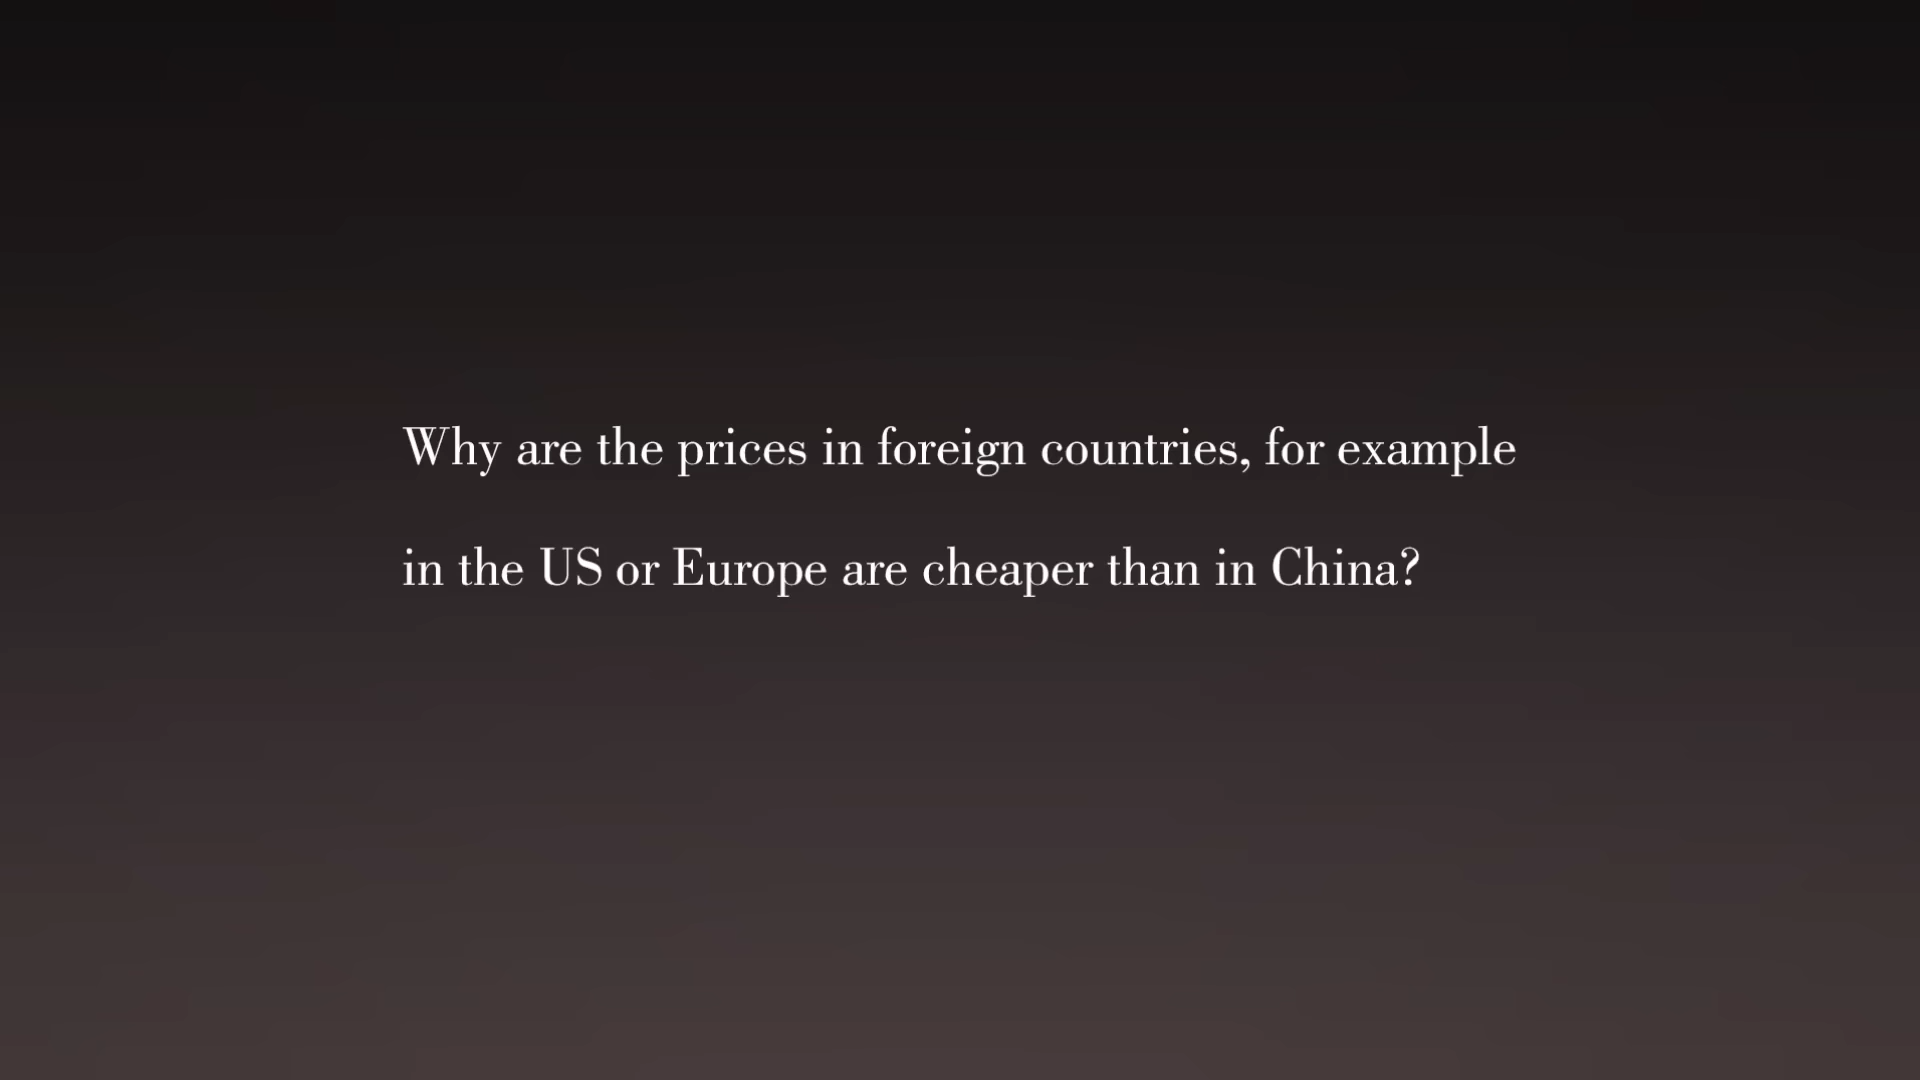 Why are the prices in foreign countries, for example
in the US or Europe are cheaper than in China?